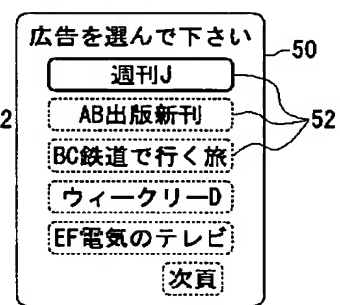 広告を選んで下さい
50
週刊J
2
AB出版新刊
52
BC鉄道で行く旅
ウィークリーD
EF電気のテレビ
次頁